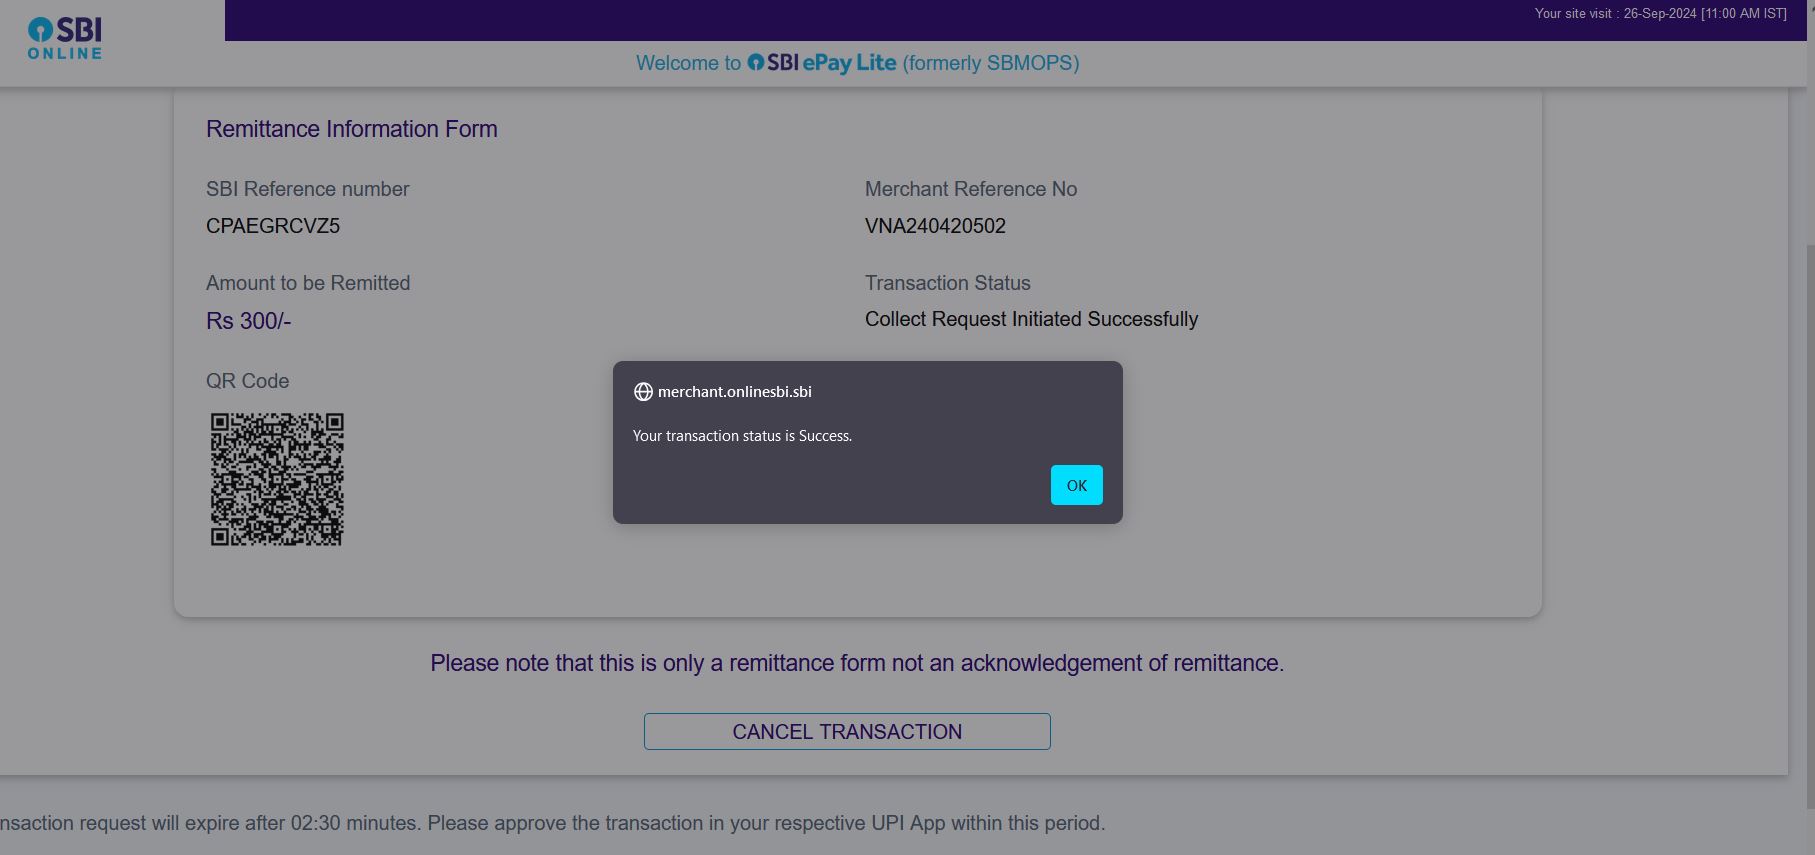 SBI
ONLINE
Your site visit : 26-Sep-2024 [11:00 AM IST]
Welcome to SBI ePay Lite (formerly SBMOPS)
Remittance Information Form
SBI Reference number
CPAEGRCVZ5
Merchant Reference No
VNA240420502
Amount to be Remitted
Rs 300/-
Transaction Status
Collect Request Initiated Successfully
QR Code
merchant.onlinesbi.sbi
Your transaction status is Success.
OK
Please note that this is only a remittance form not an acknowledgement of remittance.
CANCEL TRANSACTION
nsaction request will expire after 02:30 minutes. Please approve the transaction in your respective UPI App within this period.